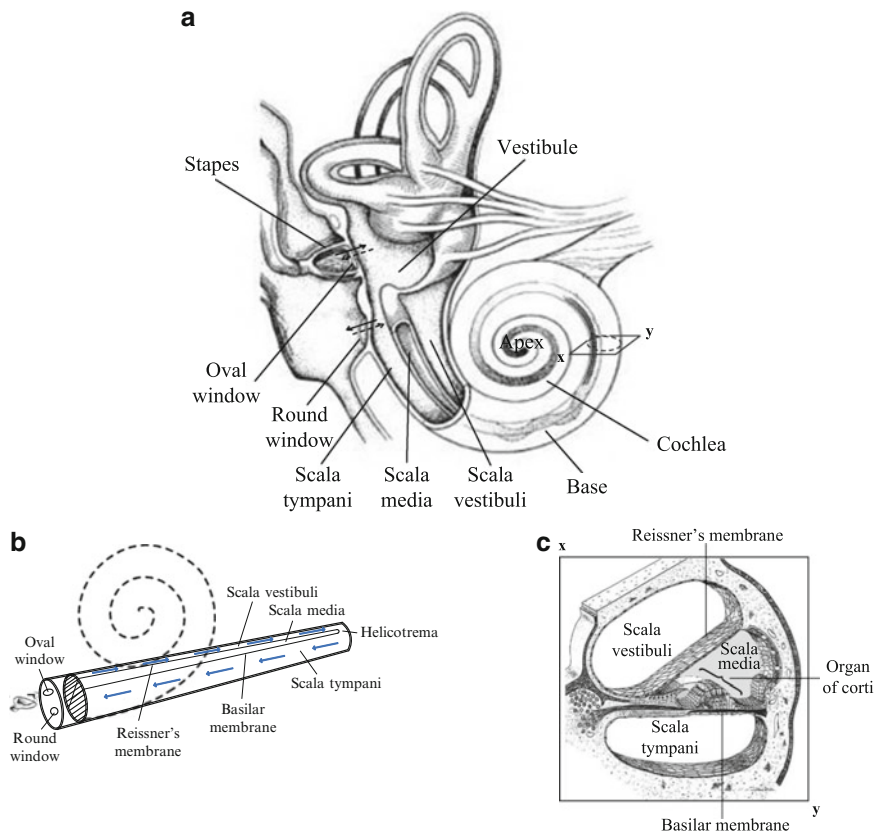 a
Stapes
Vestibule
Apex
x
y
Oval
window
Round
window
Scala
tympani
Scala
media
Scala
vestibuli
Base
Cochlea
b
Scala vestibuli
Scala media
Helicotrema
Oval
window
Scala tympani
Basilar
membrane
Reissner's
membrane
Round
window
c
x
Reissner's membrane
Scala
vestibuli
Scala
media
Organ
of corti
Scala
tympani
y
Basilar membrane